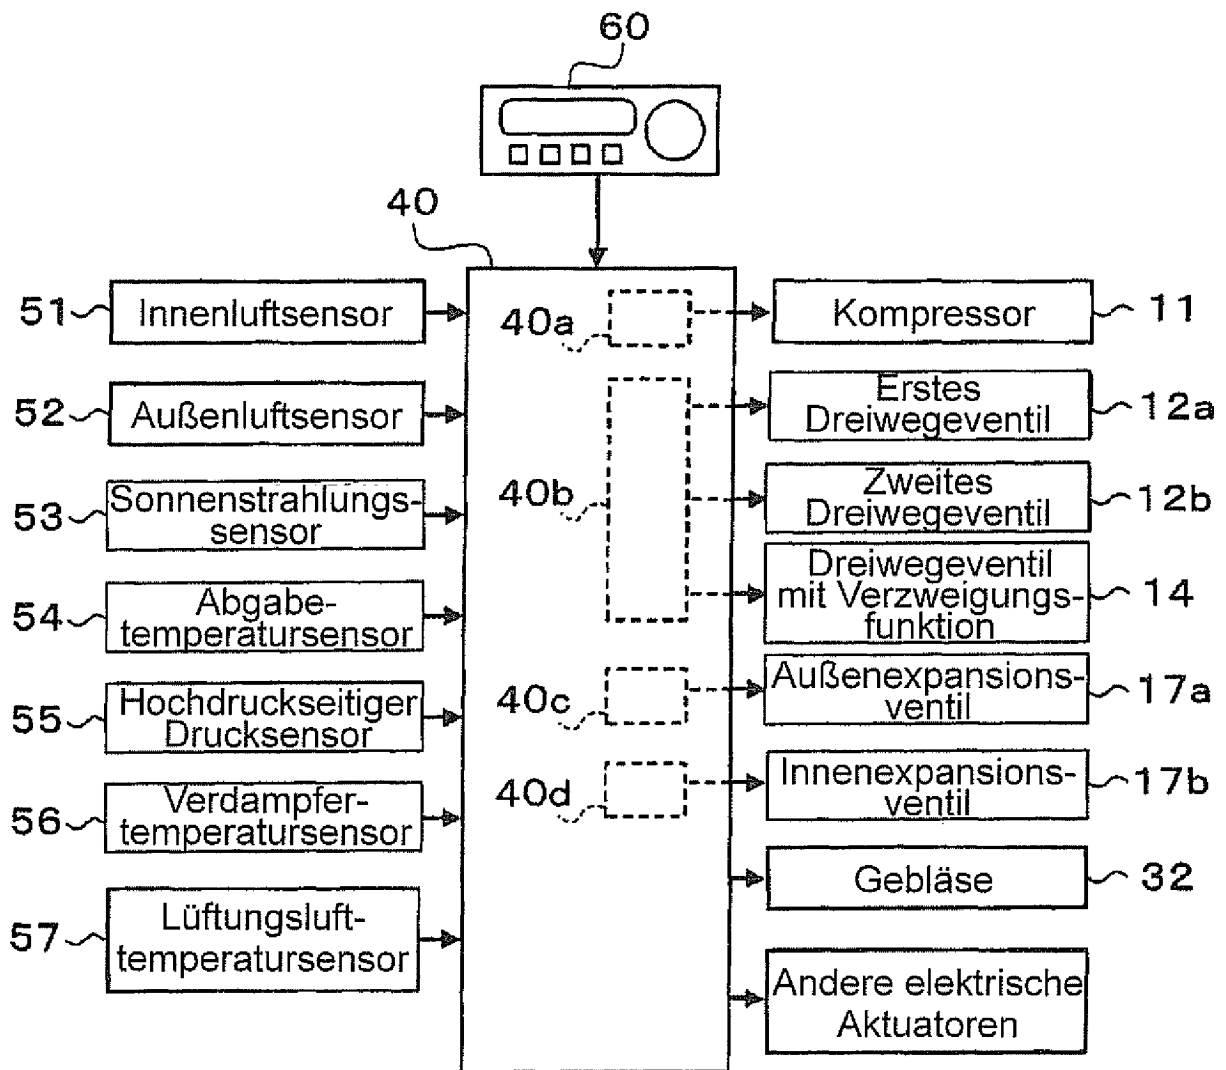 60
40
51
Innenluftsensor
52
Außenluftsensor
53
Sonnenstrahlungs-
sensor
54
Abgabe-
temperatursensor
55
Hochdruckseitiger
Drucksensor
56
Verdampfer-
temperatursensor
57
Lüftungsluft-
temperatursensor
40a
40b
40c
40d
Kompressor
11
Erstes
Dreiwegeventil
12a
Zweites
Dreiwegeventil
12b
Dreiwegeventil
mit Verzweigungs-
funktion
14
Außenexpansions-
ventil
17a
Innenexpansions-
ventil
17b
Gebläse
32
Andere elektrische
Aktuatoren